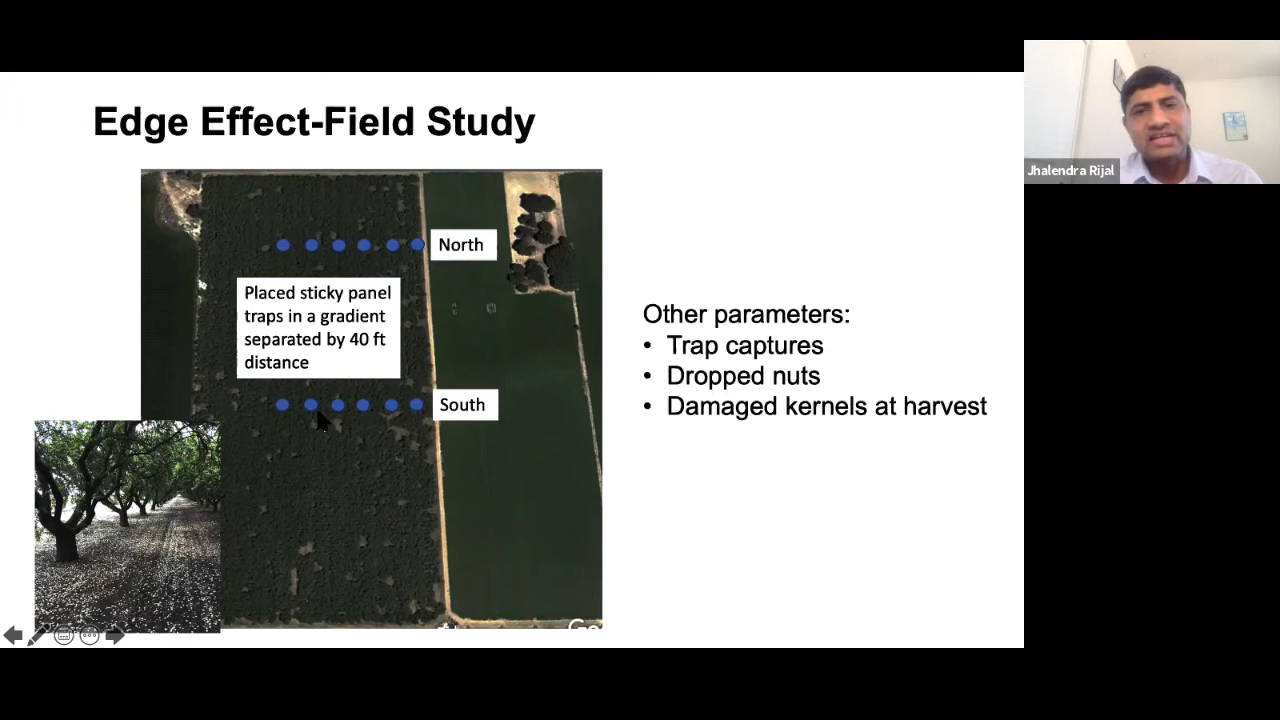 Edge Effect-Field Study
Jhalendra Rijal
North
Placed sticky panel
traps in a gradient
separated by 40 ft
distance
South
Other parameters:
• Trap captures
• Dropped nuts
• Damaged kernels at harvest